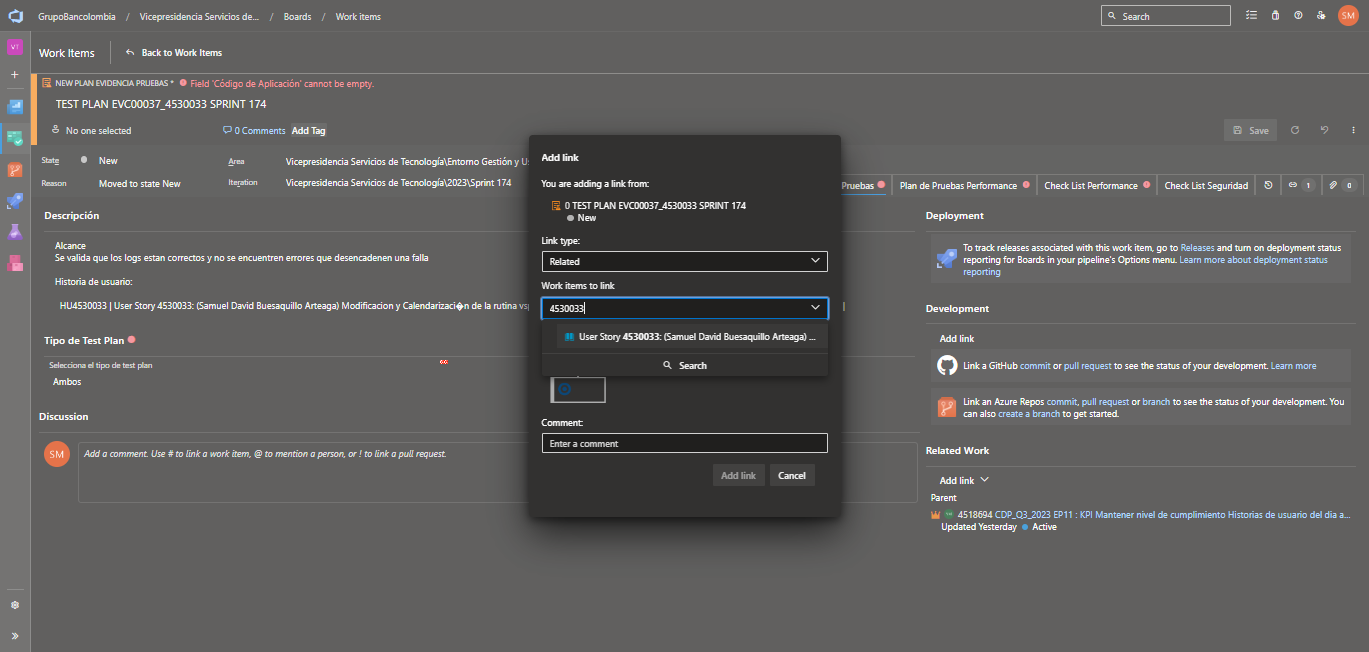 GrupoBancolombia / Vicepresidencia Servicios de... / Boards / Work items
Search
SM
VT
Work Items
Back to Work Items
NEW PLAN EVIDENCIA PRUEBAS * Field 'Código de Aplicación' cannot be empty.
TEST PLAN EVC00037_4530033 SPRINT 174
No one selected
0 Comments
Add Tag
Save
State
New
Area
Vicepresidencia Servicios de Tecnología\Entorno Gestión y Us
Reason
Moved to state New
Iteration
Vicepresidencia Servicios de Tecnología\2023\Sprint 174
Pruebas
Plan de Pruebas Performance
Check List Performance
Check List Seguridad
1
0
Descripción
Alcance
Se valida que los logs estan correctos y no se encuentren errores que desencadenen una falla
Historia de usuario:
HU4530033 | User Story 4530033: (Samuel David Buesaquillo Arteaga) Modificacion y Calendarizaci�n de la rutina vsp
Tipo de Test Plan
Selecciona el tipo de test plan
Ambos
Discussion
SM
Add a comment. Use # to link a work item, @ to mention a person, or ! to link a pull request.
Add link
You are adding a link from:
0 TEST PLAN EVC00037_4530033 SPRINT 174
New
Link type:
Related
Work items to link
4530033
User Story 4530033: (Samuel David Buesaquillo Arteaga) ...
Search
Comment:
Enter a comment
Add link
Cancel
Deployment
To track releases associated with this work item, go to Releases and turn on deployment status
reporting for Boards in your pipeline's Options menu. Learn more about deployment status
reporting
Development
Add link
Link a GitHub commit or pull request to see the status of your development. Learn more
Link an Azure Repos commit, pull request or branch to see the status of your development. You
can also create a branch to get started.
Related Work
Add link
Parent
4518694 CDP_Q3_2023 EP11 : KPI Mantener nivel de cumplimiento Historias de usuario del dia a...
Updated Yesterday
Active